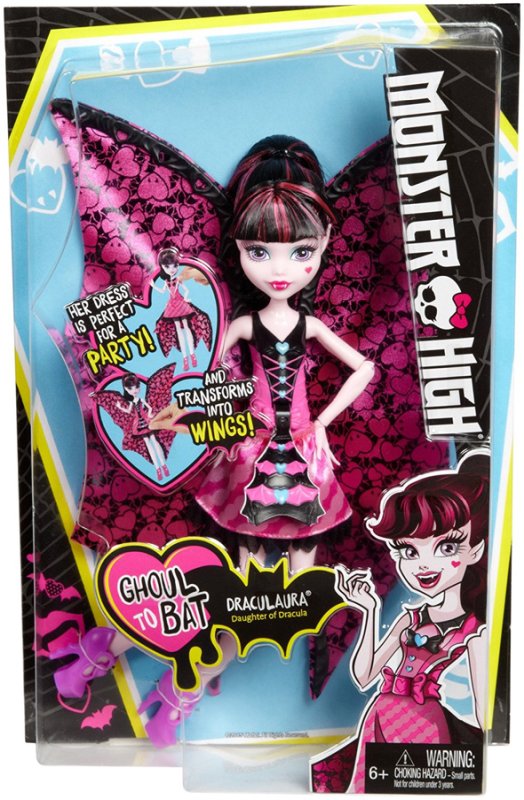 MONSTER HIGH®
HER DRESS
IS PERFECT
FOR A
PARTY!
AND
TRANSFORMS
INTO
WINGS!
GHOUL
TO BAT
DRACULAURA®
Daughter of Dracula
WARNING:
CHOKING HAZARD – Small parts.
Not for children under 3 years.
6+